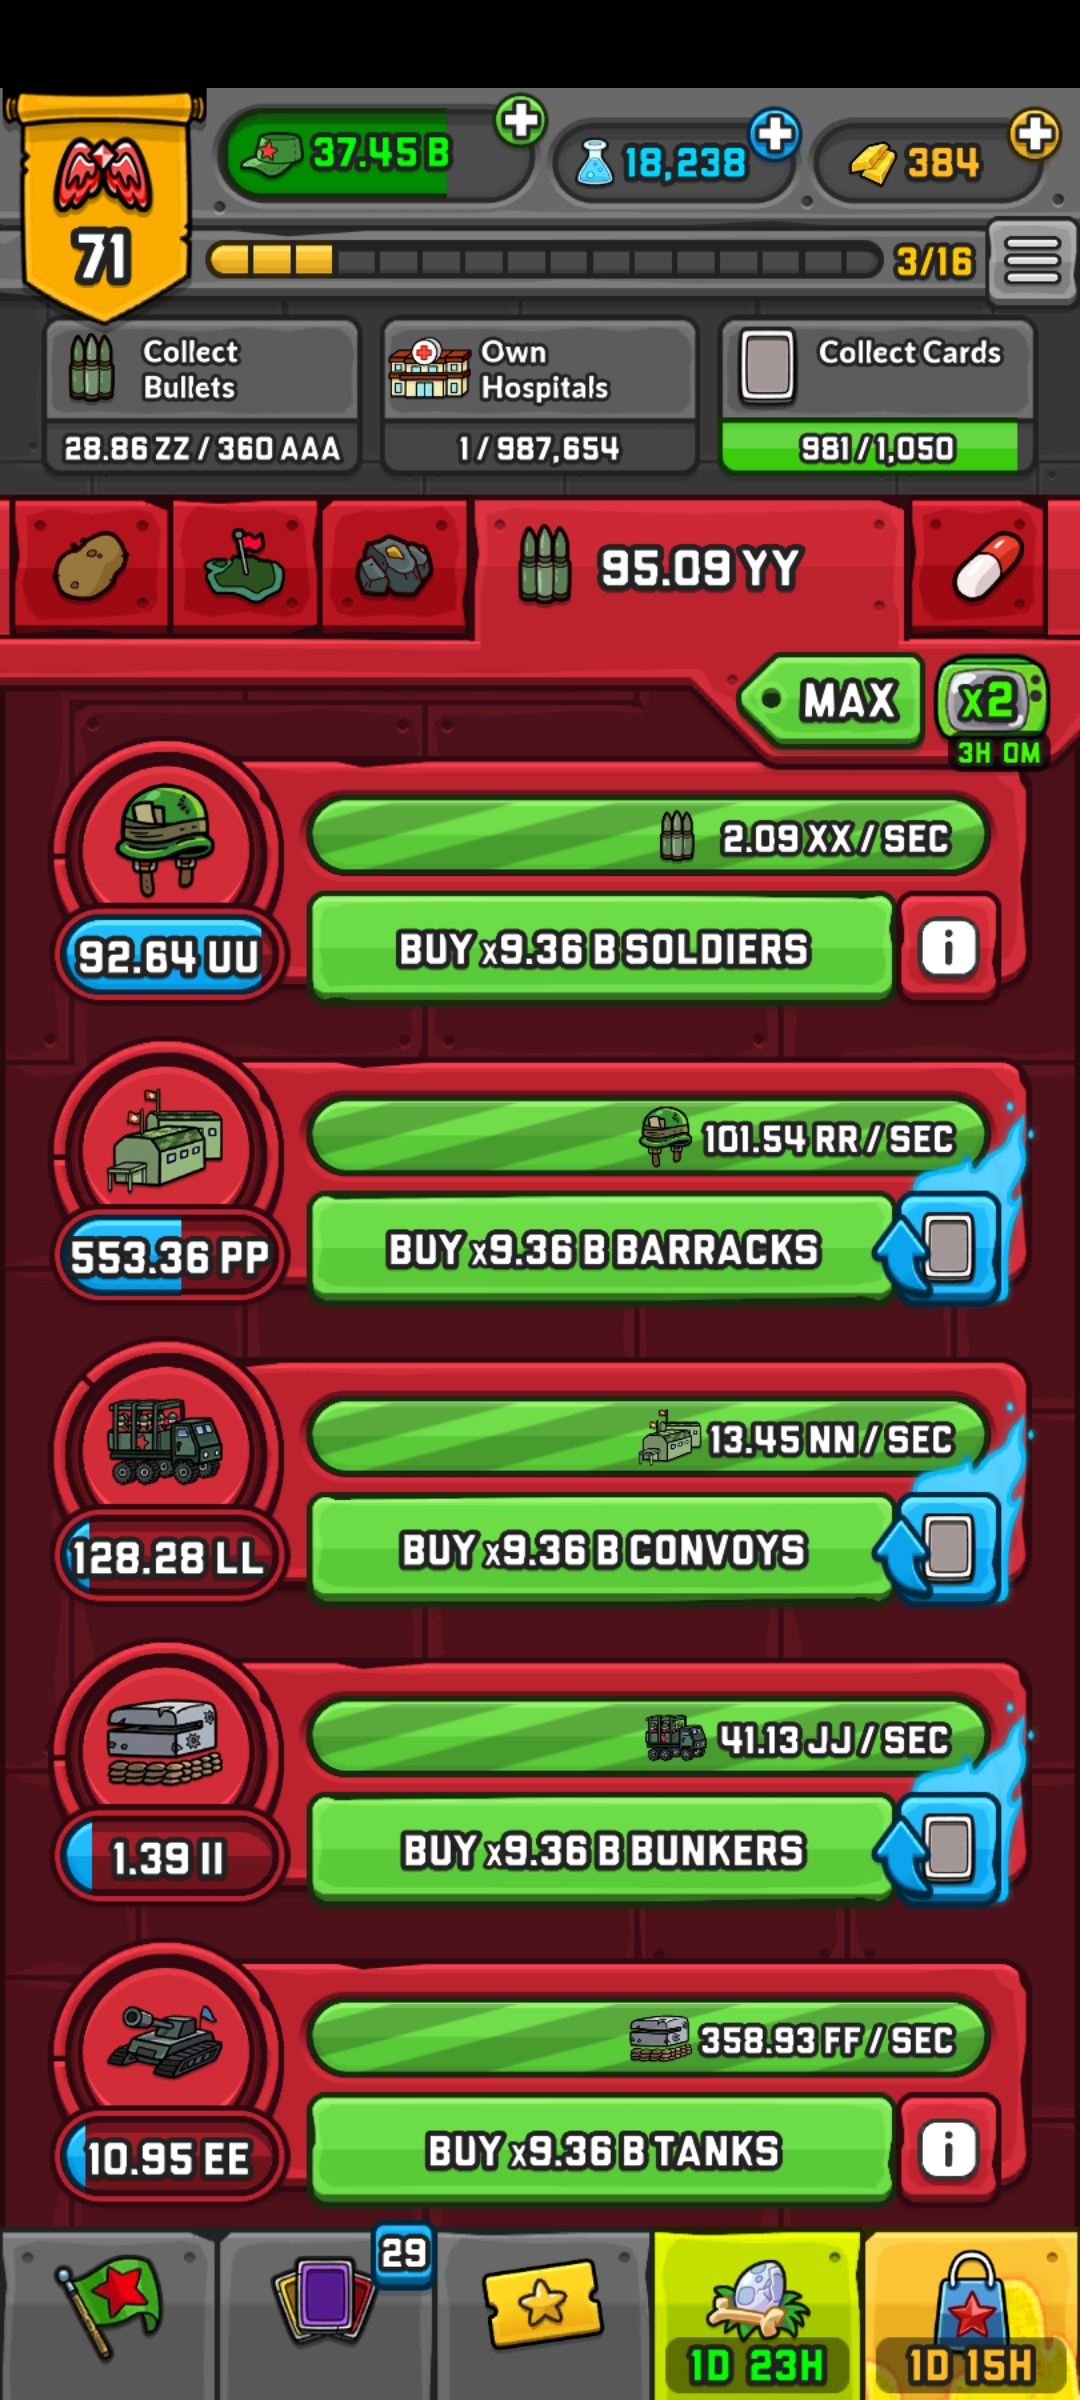 37.45 B
18,238
384
71
3/16
Collect
Bullets
28.86 ZZ / 360 AAA
Own
Hospitals
1 / 987,654
Collect Cards
981 / 1,050
95.09 YY
MAX
x2
3H 0M
2.09 XX / SEC
92.64 UU
BUY x9.36 B SOLDIERS
i
101.54 RR / SEC
553.36 PP
BUY x9.36 B BARRACKS
13.45 NN / SEC
128.28 LL
BUY x9.36 B CONVOYS
41.13 JJ / SEC
1.39 II
BUY x9.36 B BUNKERS
358.93 FF / SEC
10.95 EE
BUY x9.36 B TANKS
i
29
1D 23H
1D 15H